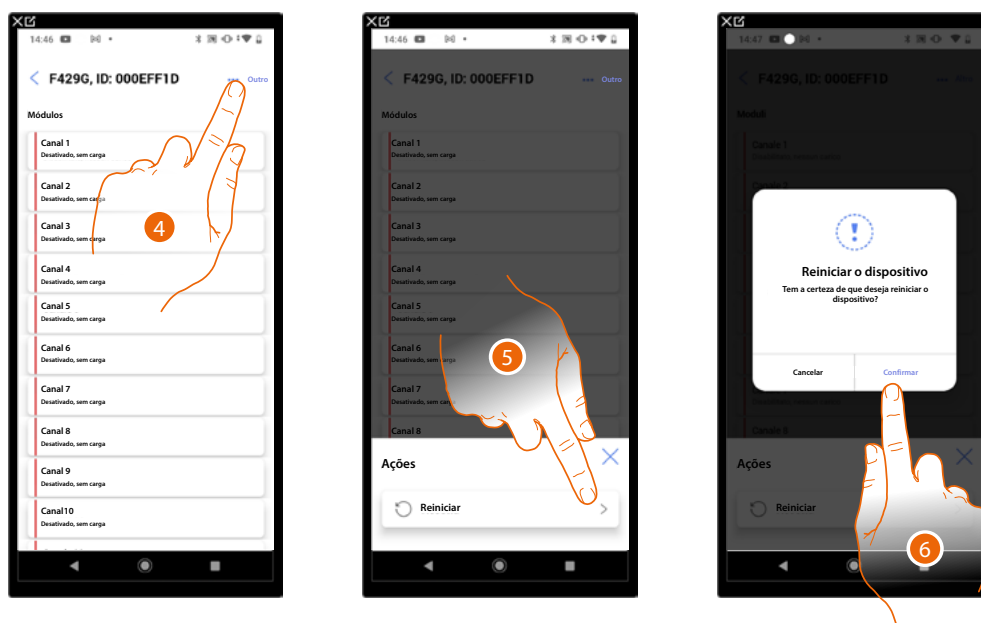 14:46
F429G, ID: 000EFF1D
Outro
Módulos
Canal 1
Desativado, sem carga
Canal 2
Desativado, sem carga
Canal 3
Desativado, sem carga
Canal 4
Desativado, sem carga
Canal 5
Desativado, sem carga
Canal 6
Desativado, sem carga
Canal 7
Desativado, sem carga
Canal 8
Desativado, sem carga
Canal 9
Desativado, sem carga
Canal10
Desativado, sem carga
4
14:46
F429G, ID: 000EFF1D
Outro
Módulos
Canal 1
Desativado, sem carga
Canal 2
Desativado, sem carga
Canal 3
Desativado, sem carga
Canal 4
Desativado, sem carga
Canal 5
Desativado, sem carga
Canal 6
Desativado, sem carga
Canal 7
Desativado, sem carga
Canal 8
5
Ações
Reiniciar
14:47
F429G, ID: 000EFF1D
Moduli
Canale 1
Reiniciar o dispositivo
Tem a certeza de que deseja reiniciar o
dispositivo?
Cancelar
Confirmar
Canale 8
Ações
Reiniciar
6